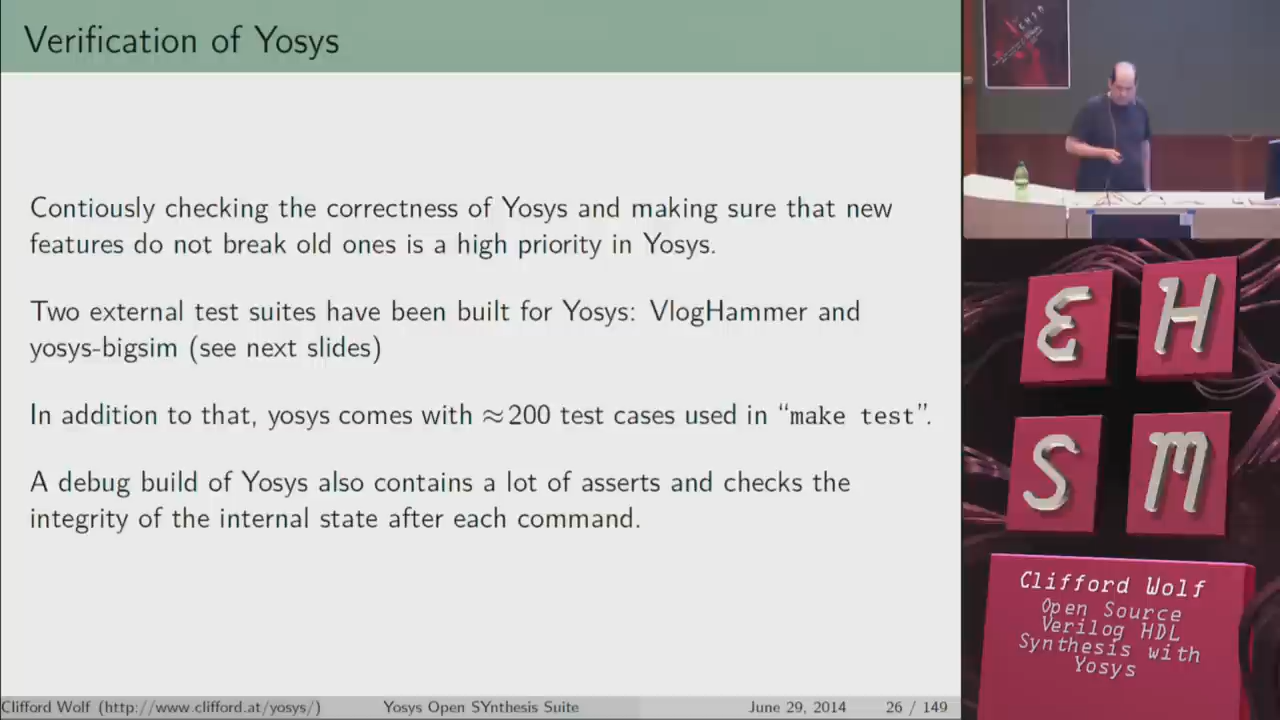 Verification of Yosys
Contiously checking the correctness of Yosys and making sure that new
features do not break old ones is a high priority in Yosys.
Two external test suites have been built for Yosys: VlogHammer and
yosys-bigsim (see next slides)
In addition to that, yosys comes with ≈200 test cases used in “make test”.
A debug build of Yosys also contains a lot of asserts and checks the
integrity of the internal state after each command.
Clifford Wolf (http://www.clifford.at/yosys/) Yosys Open SYnthesis Suite June 29, 2014 26 / 149
E H
S M
Clifford Wolf
Open Source
Verilog HDL
Synthesis with
Yosys